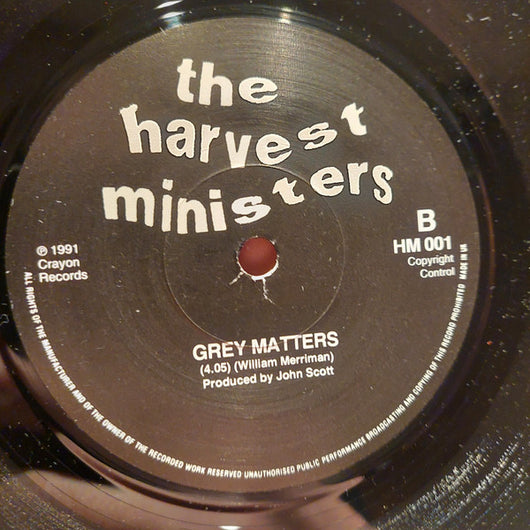 the
harvest
ministers
B
HM 001
Copyright
Control
℗ 1991
Crayon
Records
GREY MATTERS
(4.05) (William Merriman)
Produced by John Scott
ALL RIGHTS OF THE MANUFACTURER AND OF THE OWNER OF THE RECORDED WORK RESERVED UNAUTHORISED PUBLIC PERFORMANCE BROADCASTING AND COPYING OF THIS RECORD PROHIBITED MADE IN UK